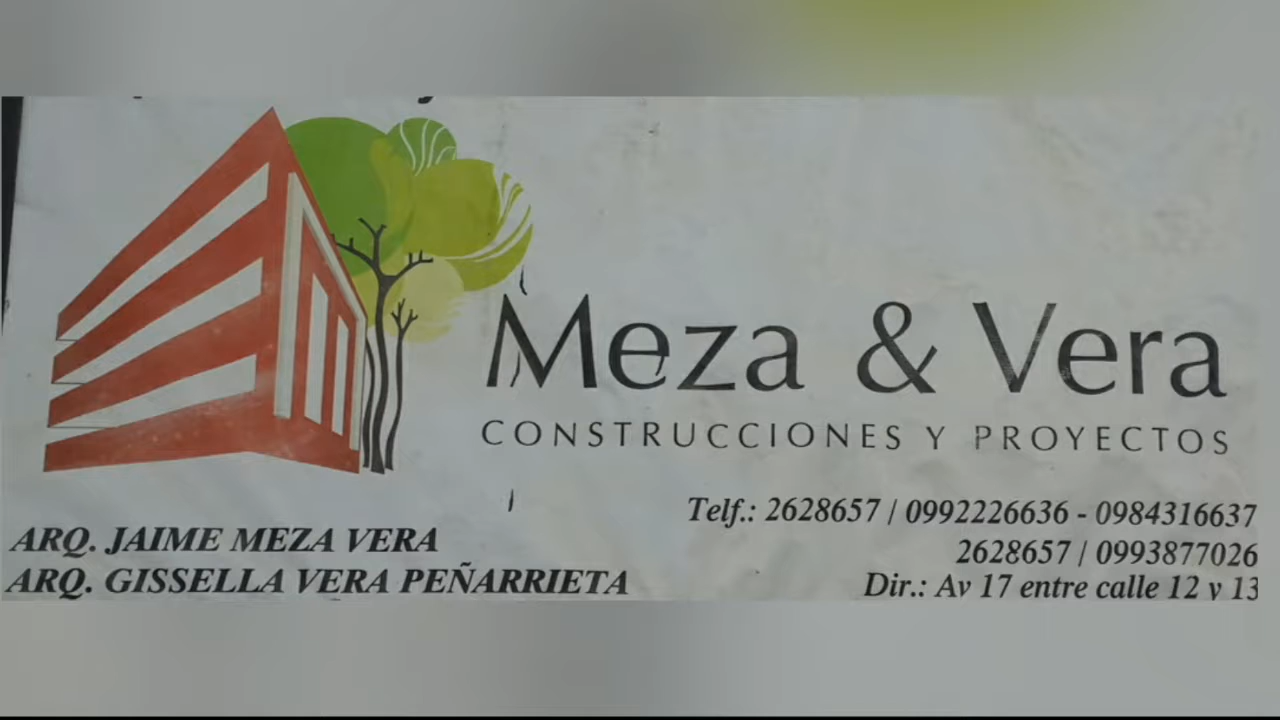 Meza & Vera
CONSTRUCCIONES Y PROYECTOS
Telf.: 2628657 / 0992226636 - 0984316637
2628657 / 0993877026
Dir.: Av 17 entre calle 12 y 13
ARQ. JAIME MEZA VERA
ARQ. GISSELLA VERA PEÑARRIETA